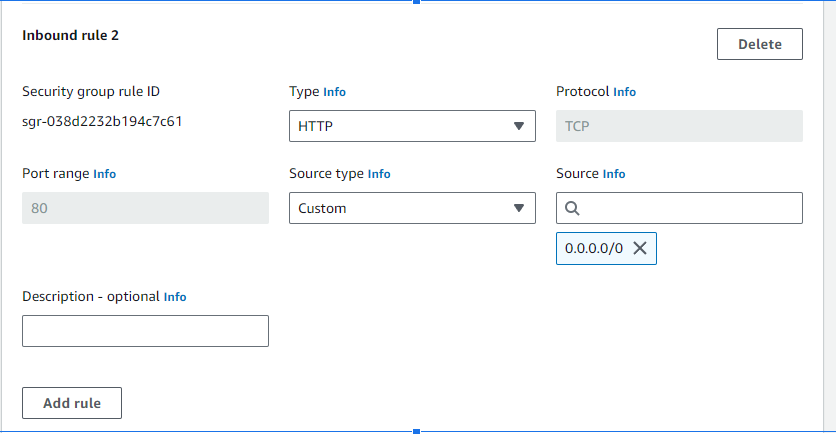 Inbound rule 2
Delete
Security group rule ID
sgr-038d2232b194c7c61
Type Info
HTTP
Protocol Info
TCP
Port range Info
80
Source type Info
Custom
Source Info
0.0.0.0/0
Description - optional Info
Add rule